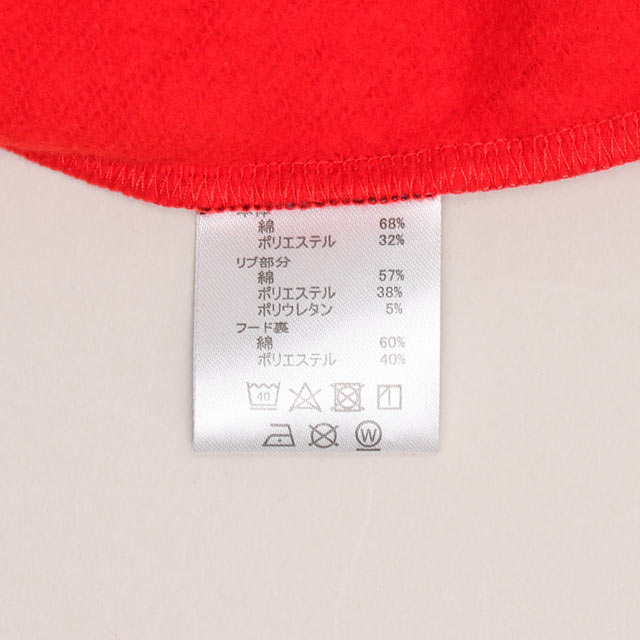 本体
綿 68%
ポリエステル 32%
リブ部分
綿 57%
ポリエステル 38%
ポリウレタン 5%
フード裏
綿 60%
ポリエステル 40%
40
W